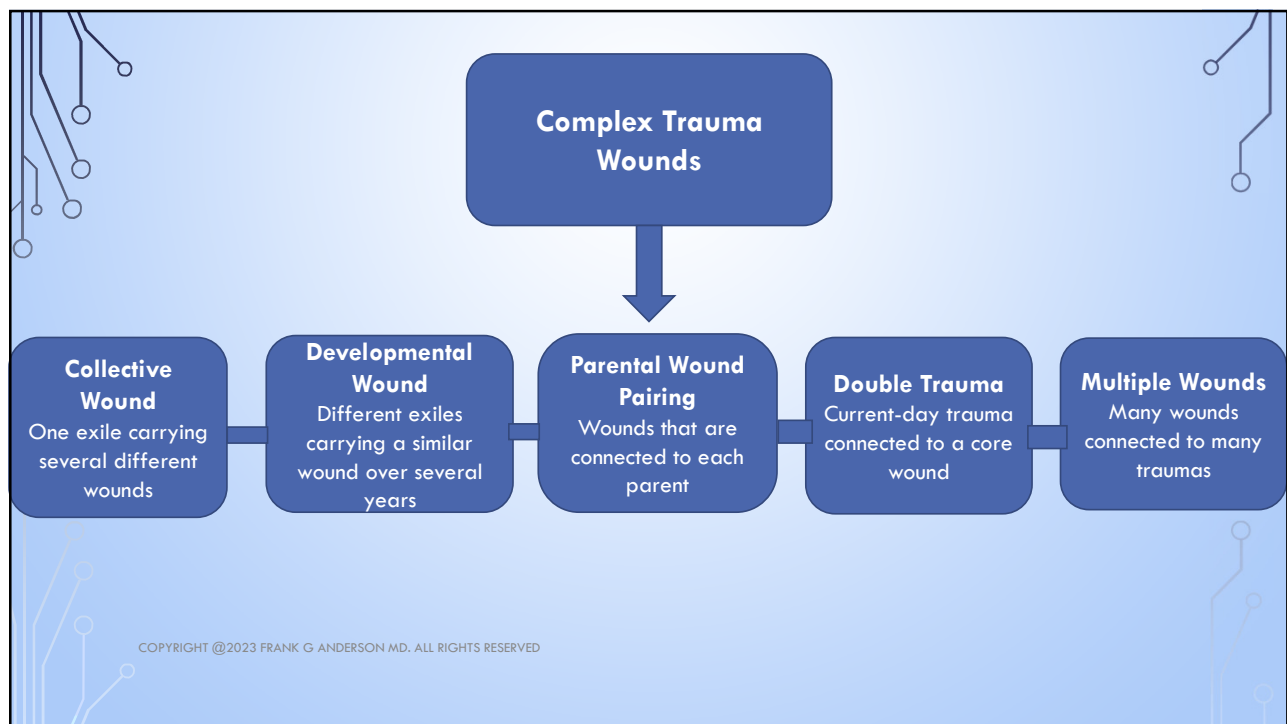 Complex Trauma
Wounds
Collective
Wound
One exile carrying
several different
wounds
Developmental
Wound
Different exiles
carrying a similar
wound over several
years
Parental Wound
Pairing
Wounds that are
connected to each
parent
Double Trauma
Current-day trauma
connected to a core
wound
Multiple Wounds
Many wounds
connected to many
traumas
COPYRIGHT @2023 FRANK G ANDERSON MD. ALL RIGHTS RESERVED